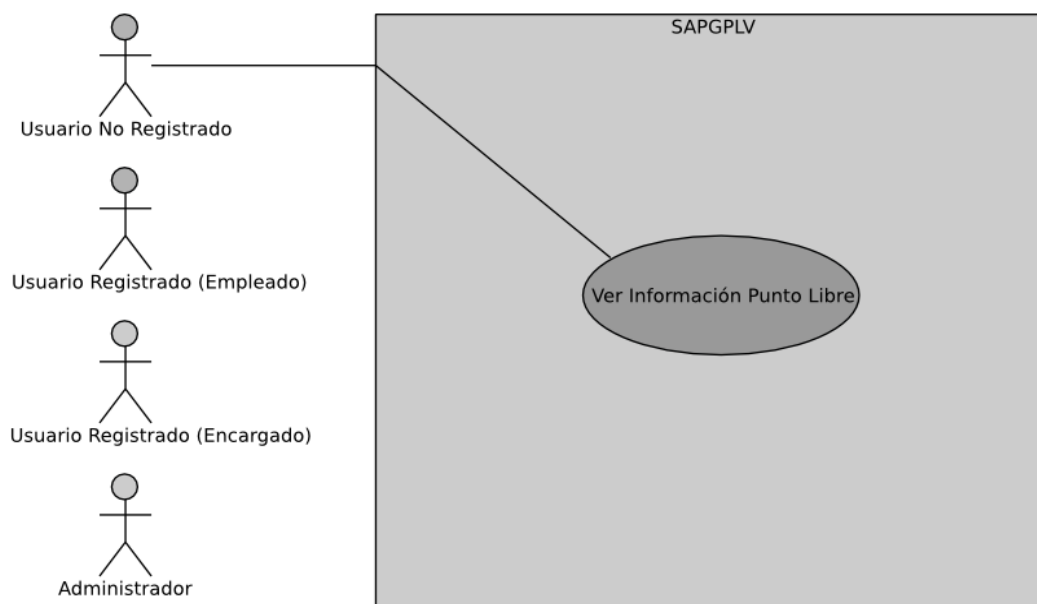 SAPGPLV
Usuario No Registrado
Usuario Registrado (Empleado)
Ver Información Punto Libre
Usuario Registrado (Encargado)
Administrador